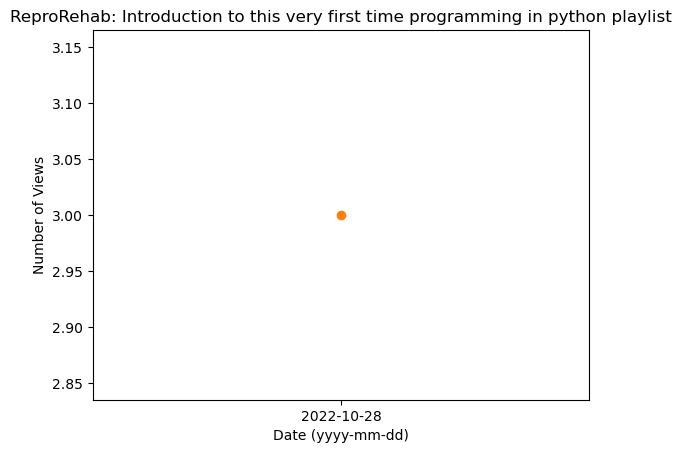 ReproRehab: Introduction to this very first time programming in python playlist
3.15
3.10
3.05
3.00
2.95
2.90
2.85
Number of Views
2022-10-28
Date (yyyy-mm-dd)